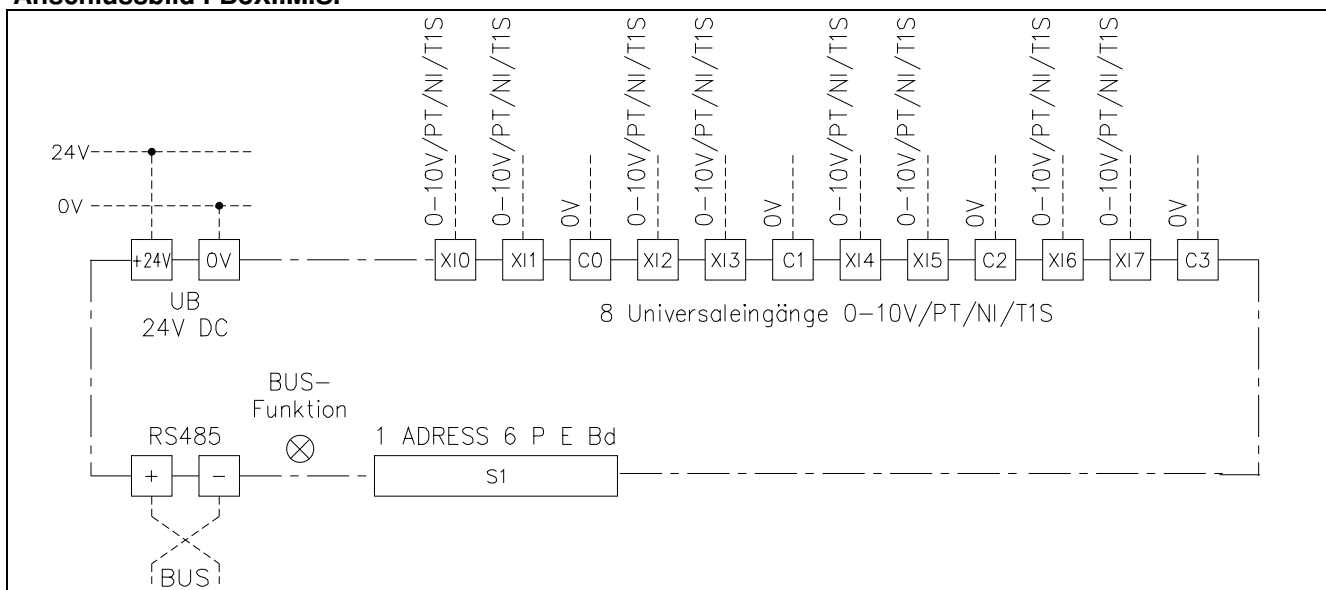 Anschlussbild
0-10V/PT/NI/T1S
0-10V/PT/NI/T1S
0V
0-10V/PT/NI/T1S
0-10V/PT/NI/T1S
0V
0-10V/PT/NI/T1S
0-10V/PT/NI/T1S
0V
0-10V/PT/NI/T1S
0-10V/PT/NI/T1S
0V
24V
0V
+24V 0V XI0 XI1 C0 XI2 XI3 C1 XI4 XI5 C2 XI6 XI7 C3
UB
24V DC
8 Universaleingänge 0-10V/PT/NI/T1S
BUS-
Funktion
RS485
1 ADRESS 6 P E Bd
+ -
S1
BUS